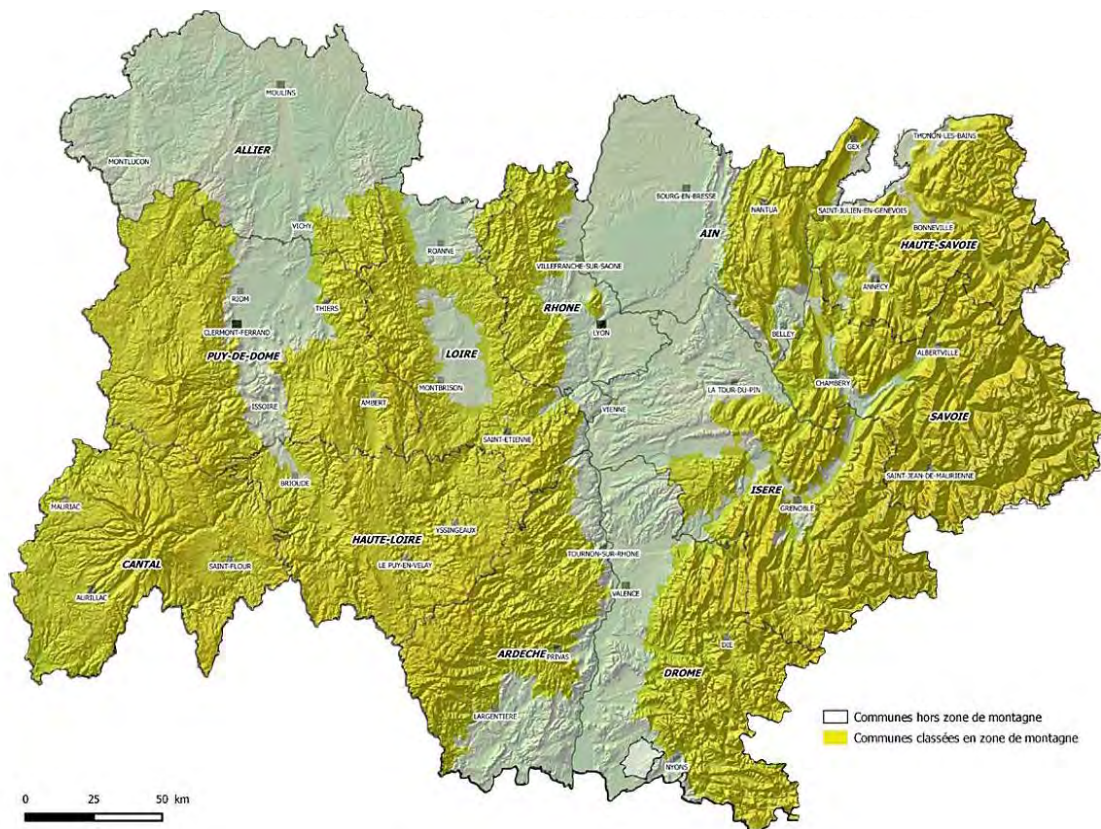 MOULINS
MONTLUCON
ALLIER
VICHY
ROANNE
BOURG-EN-BRESSE
AIN
NANTUA
GEX
THONON-LES-BAINS
SAINT-JULIEN-EN-GENEVOIS
BONNEVILLE
HAUTE-SAVOIE
ANNECY
VILLEFRANCHE-SUR-SAONE
RIOM
THIERS
RHONE
CLERMONT-FERRAND
LYON
BELLEY
PUY-DE-DOME
LOIRE
ALBERTVILLE
MONTBRISON
CHAMBERY
LA TOUR-DU-PIN
ISSOIRE
AMBERT
VIENNE
SAVOIE
SAINT-ETIENNE
SAINT-JEAN-DE-MAURIENNE
BRIOUDE
ISERE
MAURIAC
GRENOBLE
YSSINGEAUX
HAUTE-LOIRE
TOURNON-SUR-RHONE
CANTAL
SAINT-FLOUR
LE PUY-EN-VELAY
AURILLAC
VALENCE
DIE
ARDECHE
PRIVAS
DROME
LARGENTIERE
NYONS
Communes hors zone de montagne
Communes classées en zone de montagne
0 25 50 km